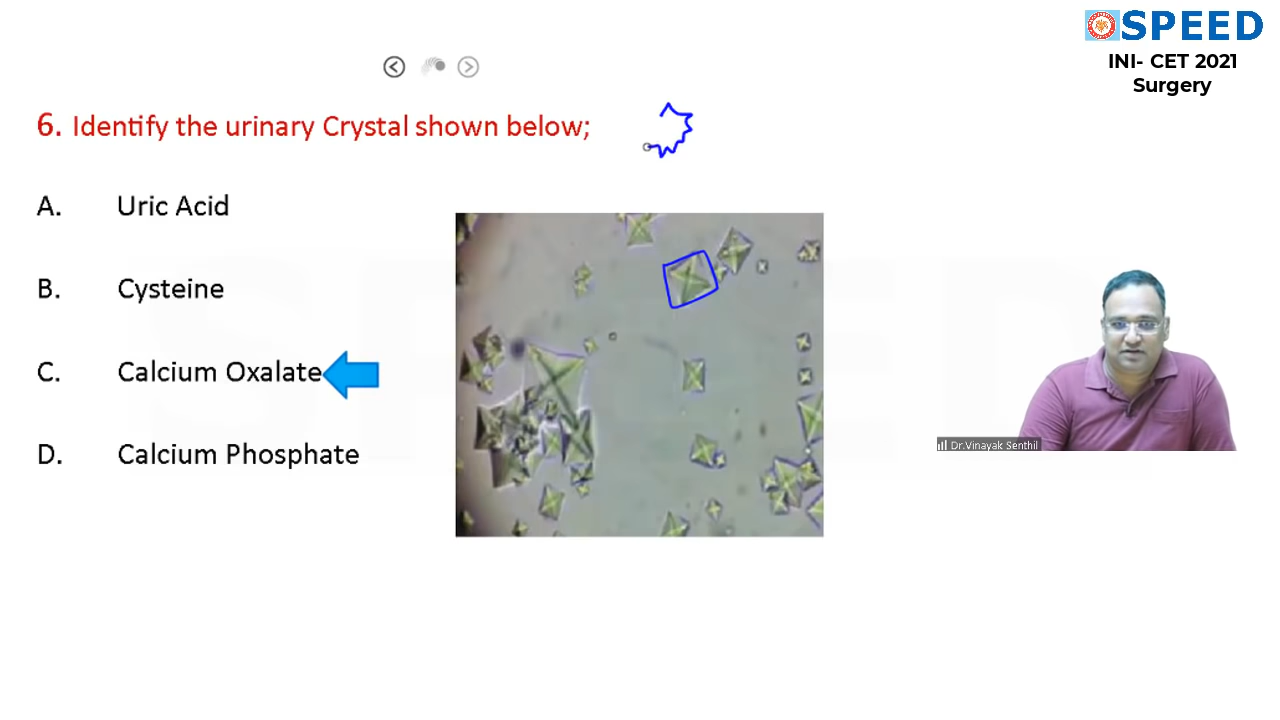 SPEED
INI- CET 2021
Surgery
6. Identify the urinary Crystal shown below;
A. Uric Acid
B. Cysteine
C. Calcium Oxalate
D. Calcium Phosphate
Dr.Vinayak Senthil